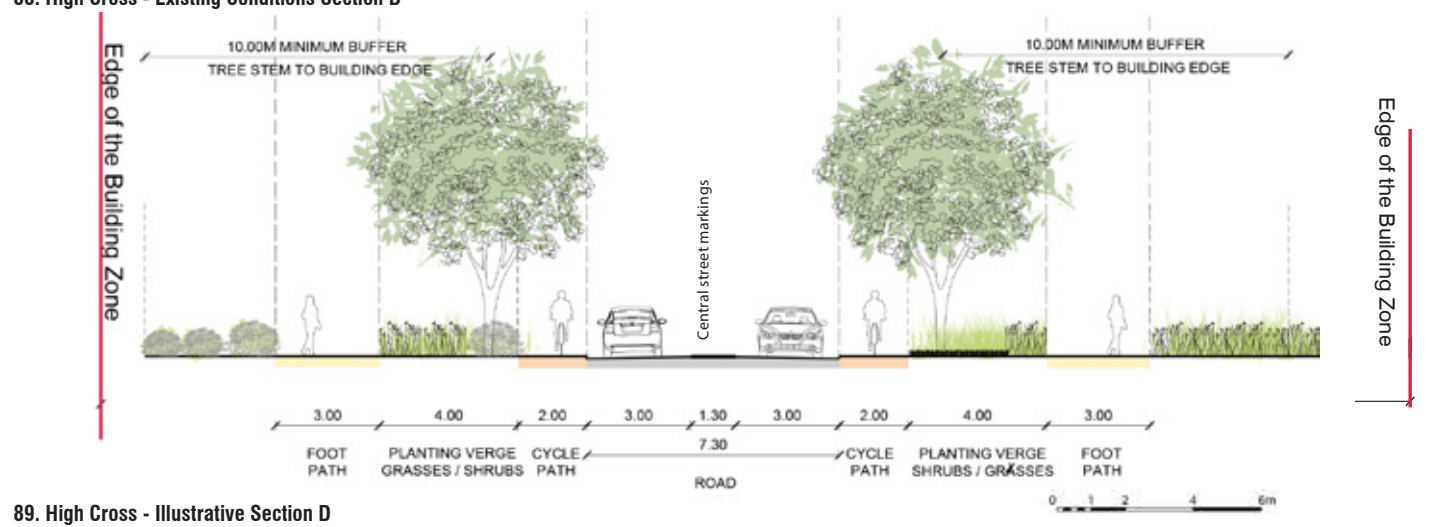 88. High Cross - Existing Conditions Section D
Edge of the Building Zone
10.00M MINIMUM BUFFER
TREE STEM TO BUILDING EDGE
Central street markings
10.00M MINIMUM BUFFER
TREE STEM TO BUILDING EDGE
Edge of the Building Zone
3.00 4.00 2.00 3.00 1.30 3.00 2.00 4.00 3.00
7.30
FOOT PATH
PLANTING VERGE GRASSES / SHRUBS
CYCLE PATH
ROAD
CYCLE PATH
PLANTING VERGE SHRUBS / GRASSES
FOOT PATH
0 1 2 4 6m
89. High Cross - Illustrative Section D